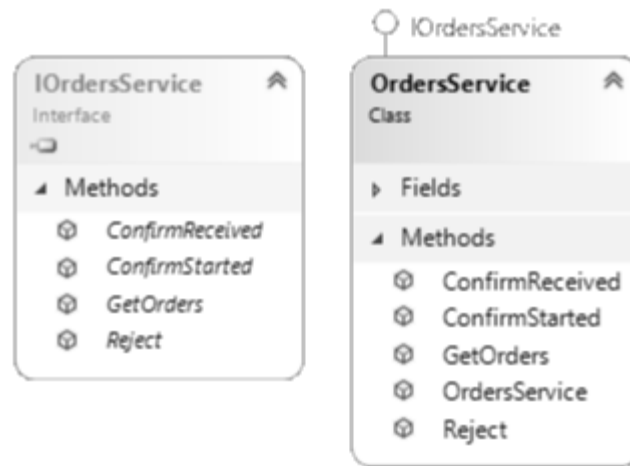 IOrdersService
Interface
Methods
ConfirmReceived
ConfirmStarted
GetOrders
Reject
IOrdersService
OrdersService
Class
Fields
Methods
ConfirmReceived
ConfirmStarted
GetOrders
OrdersService
Reject